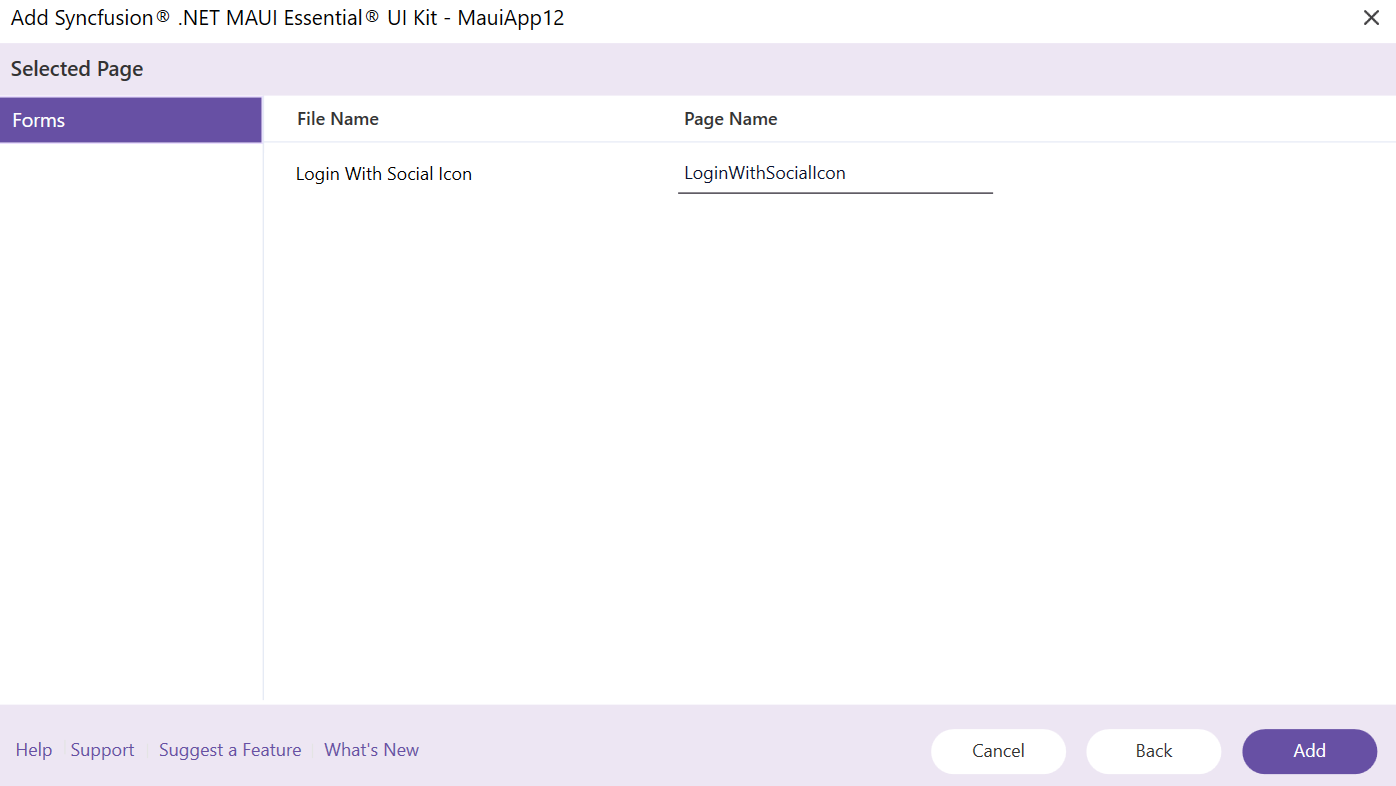 Add Syncfusion® .NET MAUI Essential® UI Kit - MauiApp12
Selected Page
Forms
File Name Page Name
Login With Social Icon LoginWithSocialIcon
Help Support Suggest a Feature What's New Cancel Back Add